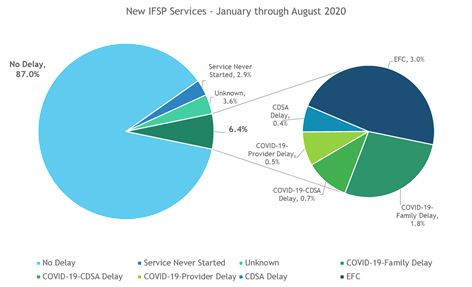 New IFSP Services - January through August 2020
No Delay,
87.0%
Service Never
Started, 2.9%
Unknown,
3.6%
6.4%
EFC, 3.0%
CDSA
Delay,
0.4%
COVID-19-
Provider Delay,
0.5%
COVID-19-CDSA
Delay, 0.7%
COVID-19-
Family Delay,
1.8%
No Delay
Service Never Started
Unknown
COVID-19-Family Delay
COVID-19-CDSA Delay
COVID-19-Provider Delay
CDSA Delay
EFC